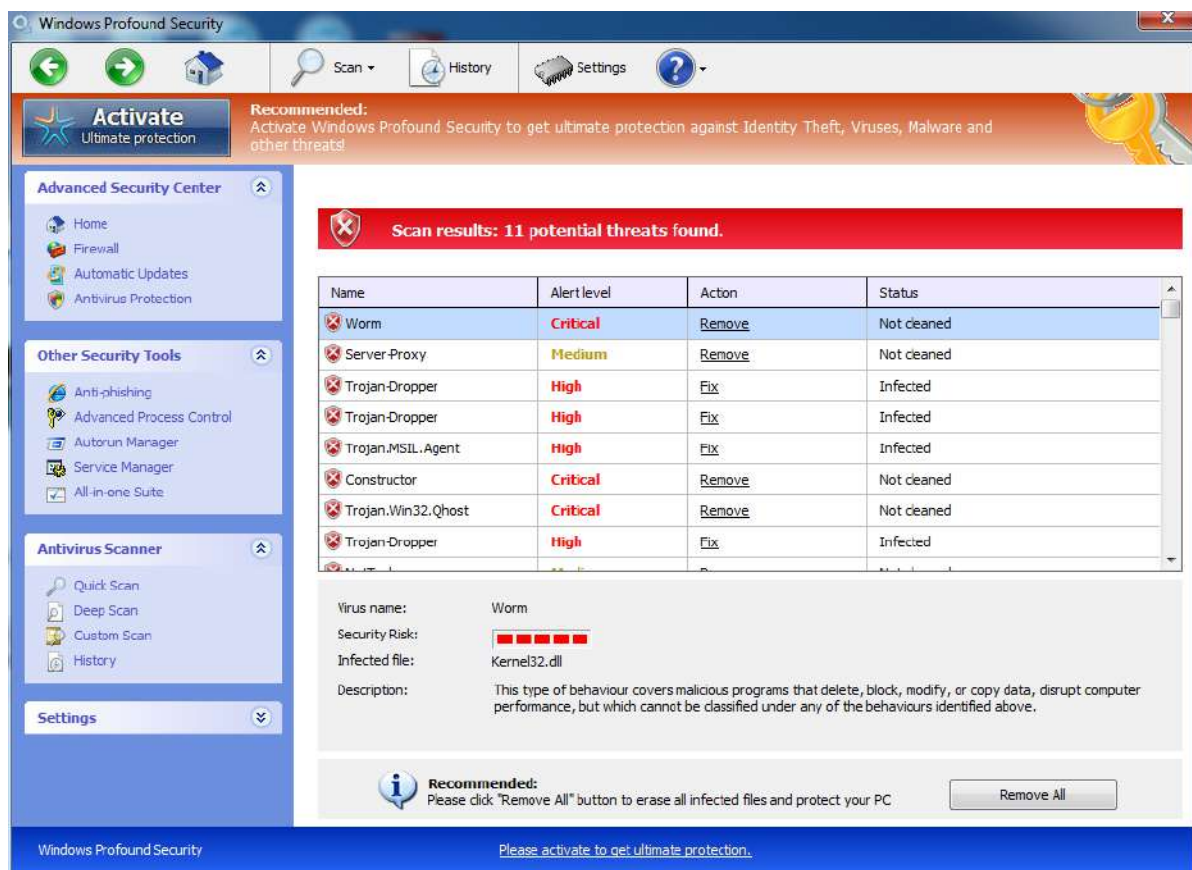 Windows Profound Security
Scan
History
Settings
Activate
Ultimate protection
Recommended:
Activate Windows Profound Security to get ultimate protection against Identity Theft, Viruses, Malware and
other threats!
Advanced Security Center
Home
Firewall
Automatic Updates
Antivirus Protection
Other Security Tools
Anti-phishing
Advanced Process Control
Autorun Manager
Service Manager
All-in-one Suite
Antivirus Scanner
Quick Scan
Deep Scan
Custom Scan
History
Settings
Scan results: 11 potential threats found.
Name Alert level Action Status
Worm Critical Remove Not cleaned
Server-Proxy Medium Remove Not cleaned
Trojan-Dropper High Fix Infected
Trojan-Dropper High Fix Infected
Trojan.MSIL.Agent High Fix Infected
Constructor Critical Remove Not cleaned
Trojan.Win32.Qhost Critical Remove Not cleaned
Trojan-Dropper High Fix Infected
Virus name: Worm
Security Risk:
Infected file: Kernel32.dll
Description: This type of behaviour covers malicious programs that delete, block, modify, or copy data, disrupt computer
performance, but which cannot be classified under any of the behaviours identified above.
Recommended:
Please click "Remove All" button to erase all infected files and protect your PC
Remove All
Windows Profound Security
Please activate to get ultimate protection.